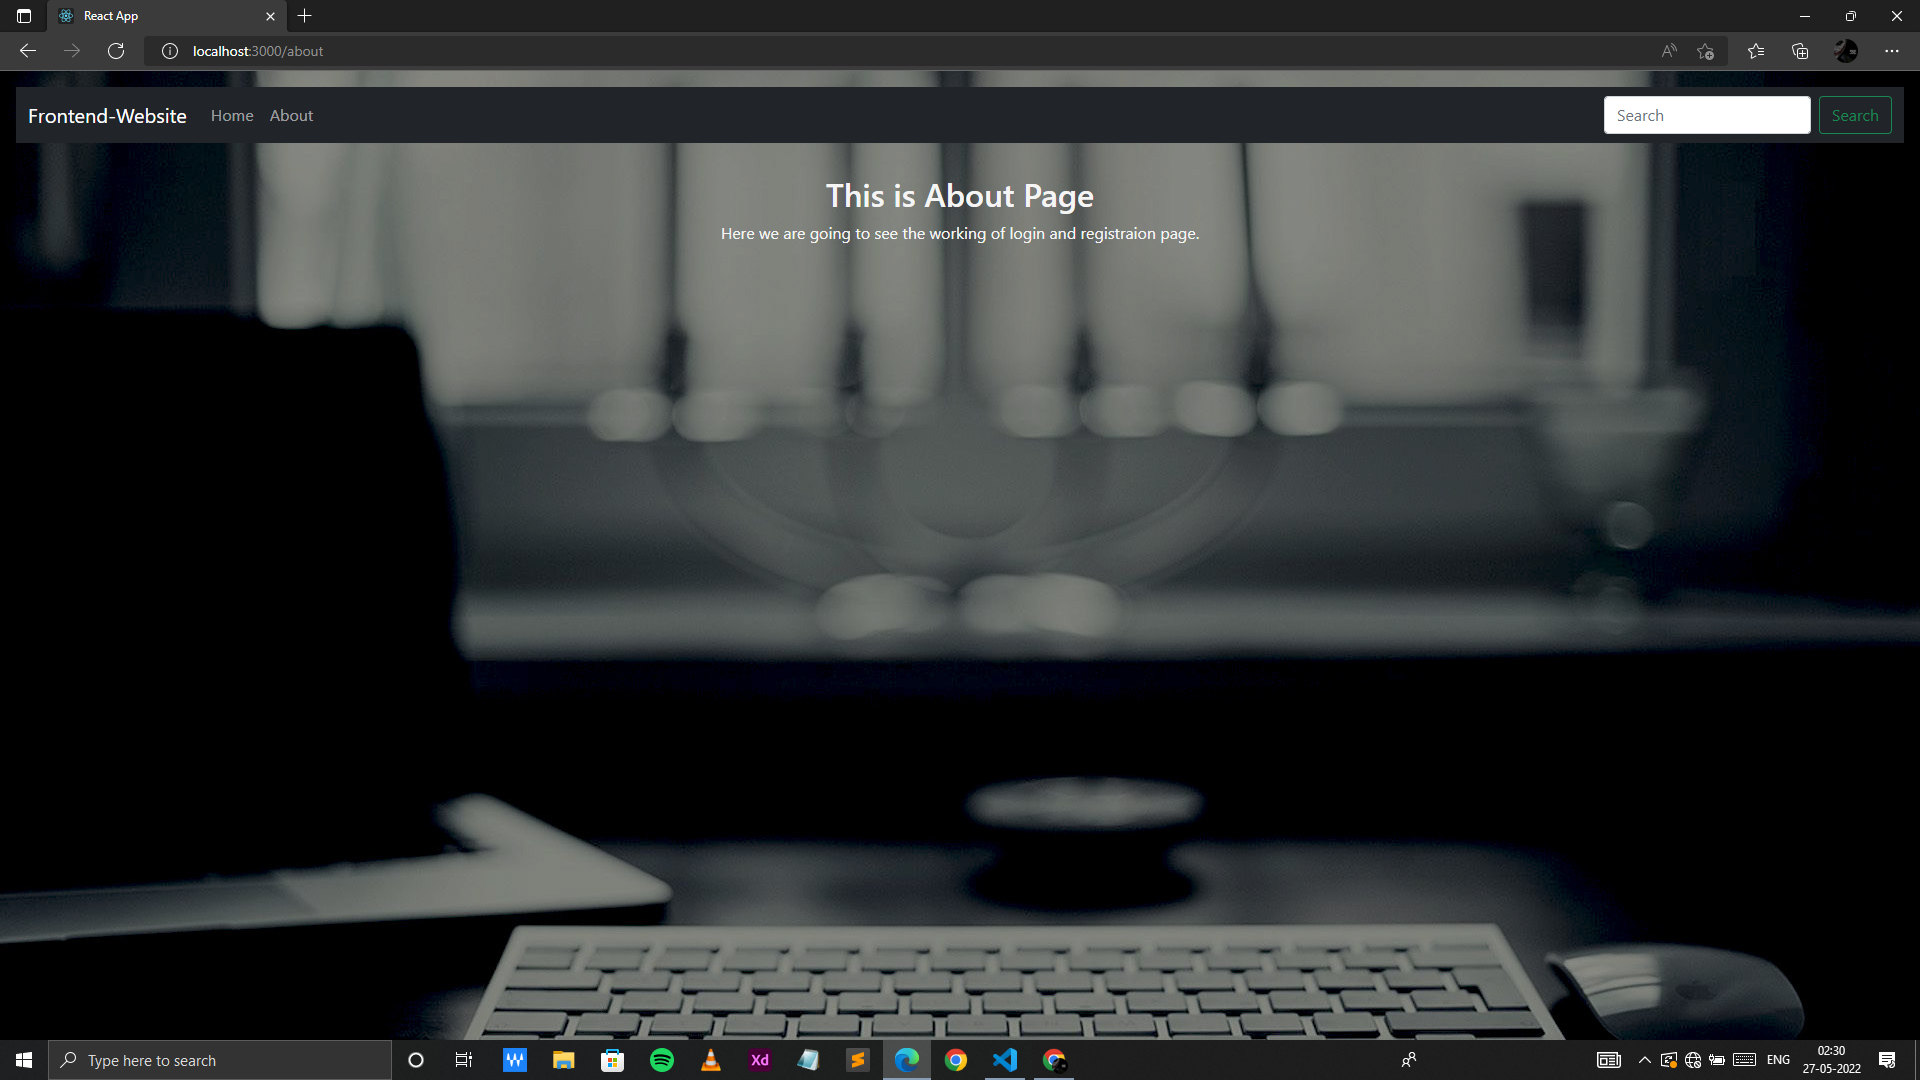 React App
localhost:3000/about
Frontend-Website Home About Search Search
This is About Page
Here we are going to see the working of login and registraion page.
Type here to search
Xd
ENG
02:30
27-05-2022